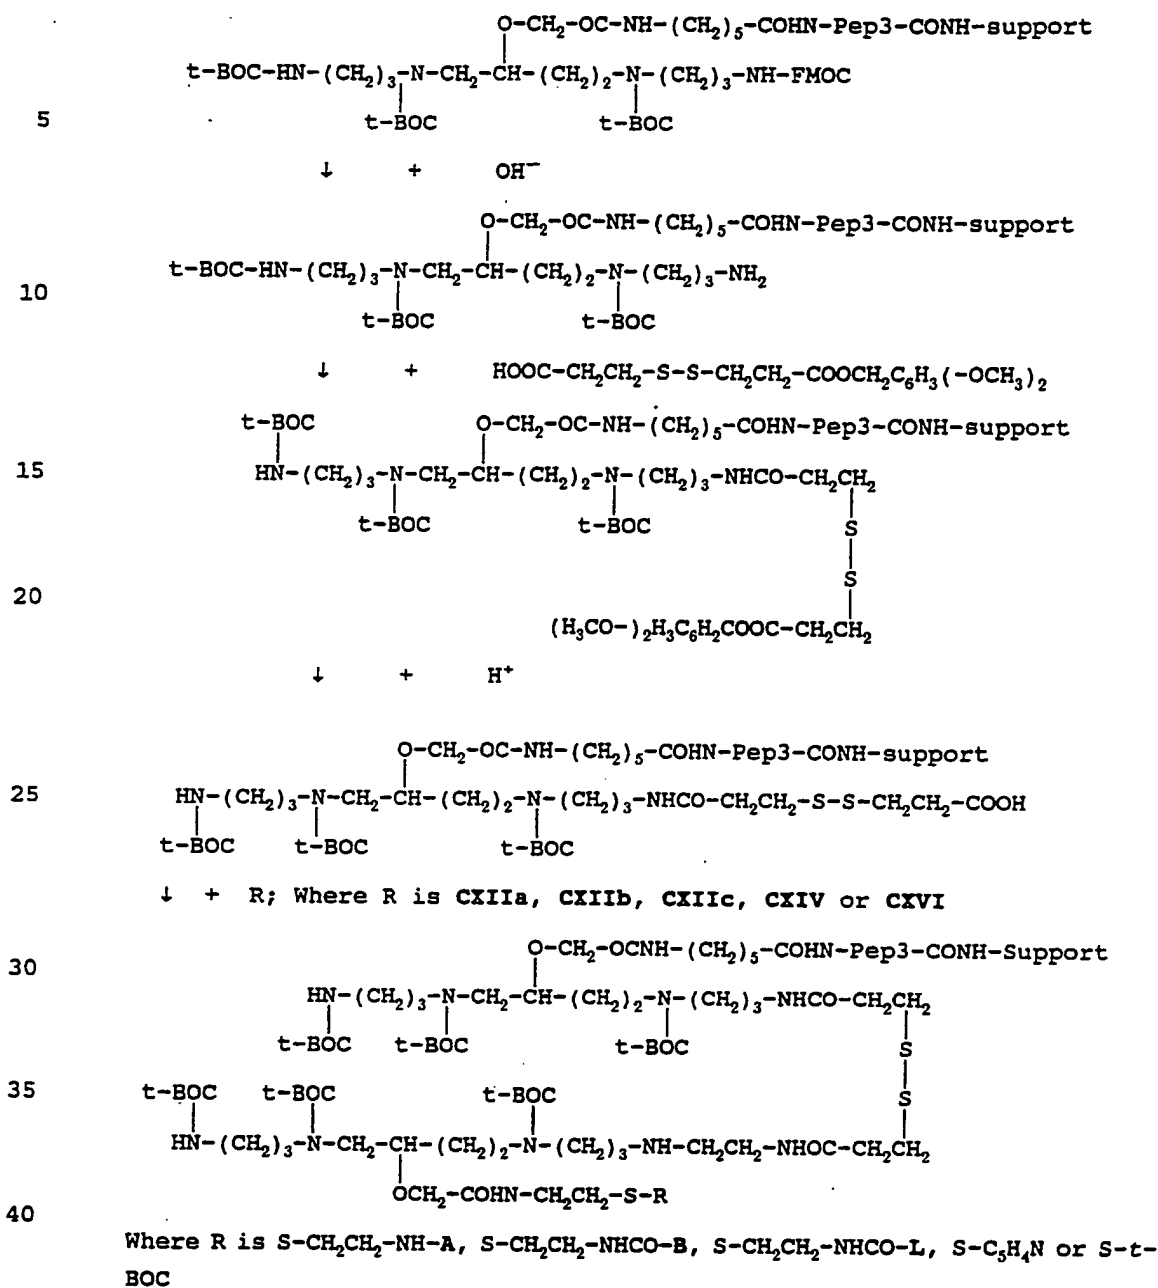 O-CH₂-OC-NH-(CH₂)₅-COHN-Pep3-CONH-support
t-BOC-HN-(CH₂)₃-N-CH₂-CH-(CH₂)₂-N-(CH₂)₃-NH-FMOC
5 t-BOC t-BOC
↓ + OH⁻
O-CH₂-OC-NH-(CH₂)₅-COHN-Pep3-CONH-support
t-BOC-HN-(CH₂)₃-N-CH₂-CH-(CH₂)₂-N-(CH₂)₃-NH₂
10
t-BOC t-BOC
↓ + HOOC-CH₂CH₂-S-S-CH₂CH₂-COOCH₂C₆H₃(-OCH₃)₂
t-BOC O-CH₂-OC-NH-(CH₂)₅-COHN-Pep3-CONH-support
15 HN-(CH₂)₃-N-CH₂-CH-(CH₂)₂-N-(CH₂)₃-NHCO-CH₂CH₂
t-BOC t-BOC S
S
20
(H₃CO-)₂H₃C₆H₂COOC-CH₂CH₂
↓ + H⁺
O-CH₂-OC-NH-(CH₂)₅-COHN-Pep3-CONH-support
25 HN-(CH₂)₃-N-CH₂-CH-(CH₂)₂-N-(CH₂)₃-NHCO-CH₂CH₂-S-S-CH₂CH₂-COOH
t-BOC t-BOC t-BOC
↓ + R; Where R is CXIIa, CXIIb, CXIIc, CXIV or CXVI
O-CH₂-OCNH-(CH₂)₅-COHN-Pep3-CONH-Support
30
HN-(CH₂)₃-N-CH₂-CH-(CH₂)₂-N-(CH₂)₃-NHCO-CH₂CH₂
t-BOC t-BOC t-BOC S
35 t-BOC t-BOC t-BOC S
HN-(CH₂)₃-N-CH₂-CH-(CH₂)₂-N-(CH₂)₃-NH-CH₂CH₂-NHOC-CH₂CH₂
OCH₂-COHN-CH₂CH₂-S-R
40
Where R is S-CH₂CH₂-NH-A, S-CH₂CH₂-NHCO-B, S-CH₂CH₂-NHCO-L, S-C₅H₄N or S-t-
BOC